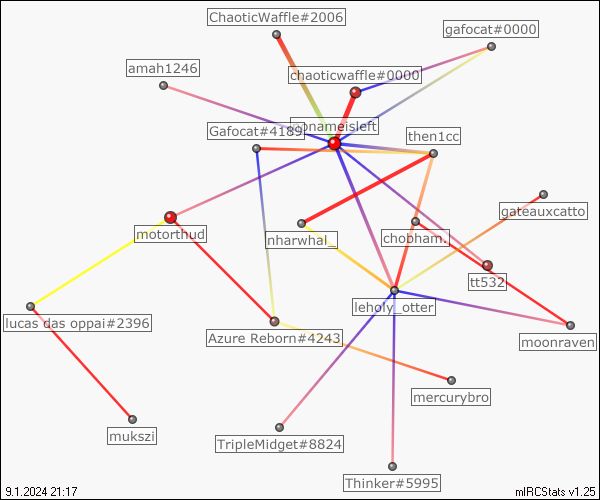 ChaoticWaffle#2006
gafocat#0000
amah1246
chaoticwaffle#0000
nonameisleft
Gafocat#4189
then1cc
gateauxcatto
motorthud
nharwhal_
chobham.
tt532
leholy_otter
lucas das oppai#2396
Azure Reborn#4243
moonraven
mercurybro
mukszi
TripleMidget#8824
Thinker#5995
9.1.2024 21:17
mIRCStats v1.25